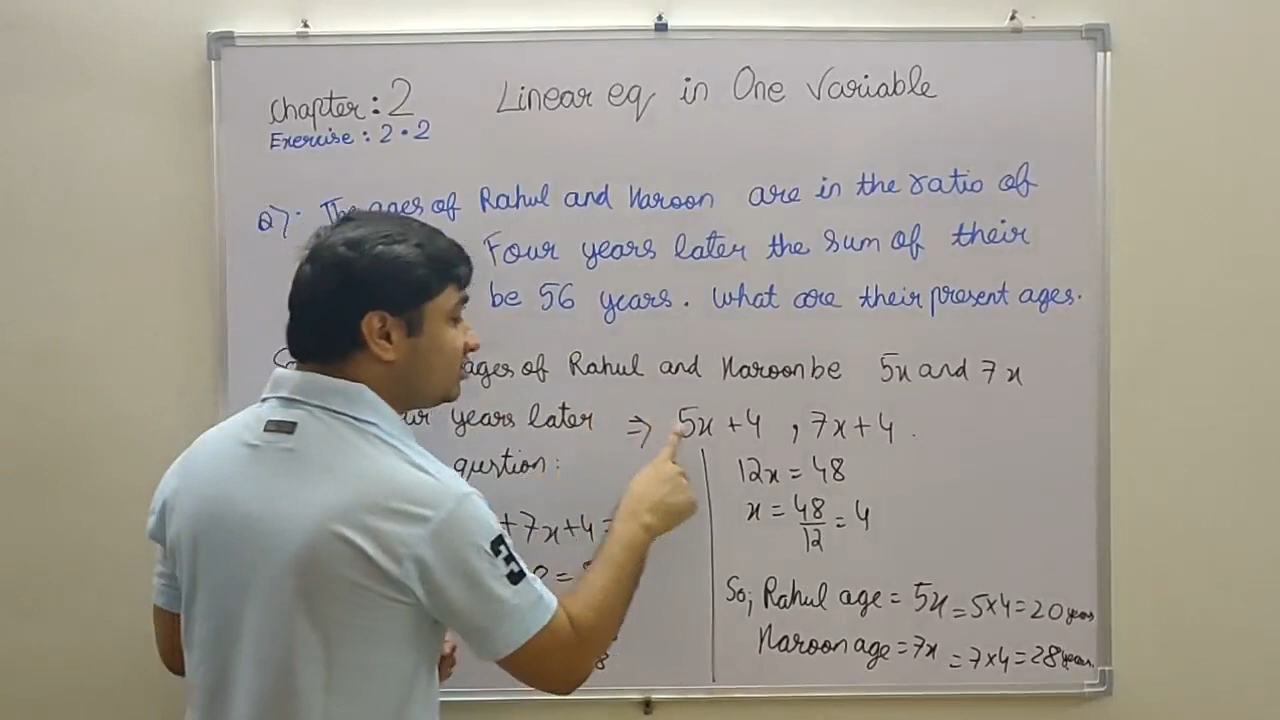 Chapter : 2 Linear eq in One Variable
Exercise : 2.2
Q7: The ages of Rahul and Haroon are in the ratio of
Four years later the sum of their
be 56 years. What are their present ages.
ages of Rahul and Haroon be 5x and 7x
years later ⇒ 5x+4 , 7x+4 .
qustion:
+7x+4=
12x = 48
x = 48/12 = 4
So; Rahul age = 5x = 5×4 = 20 years
Haroon age = 7x = 7×4 = 28 years.
3